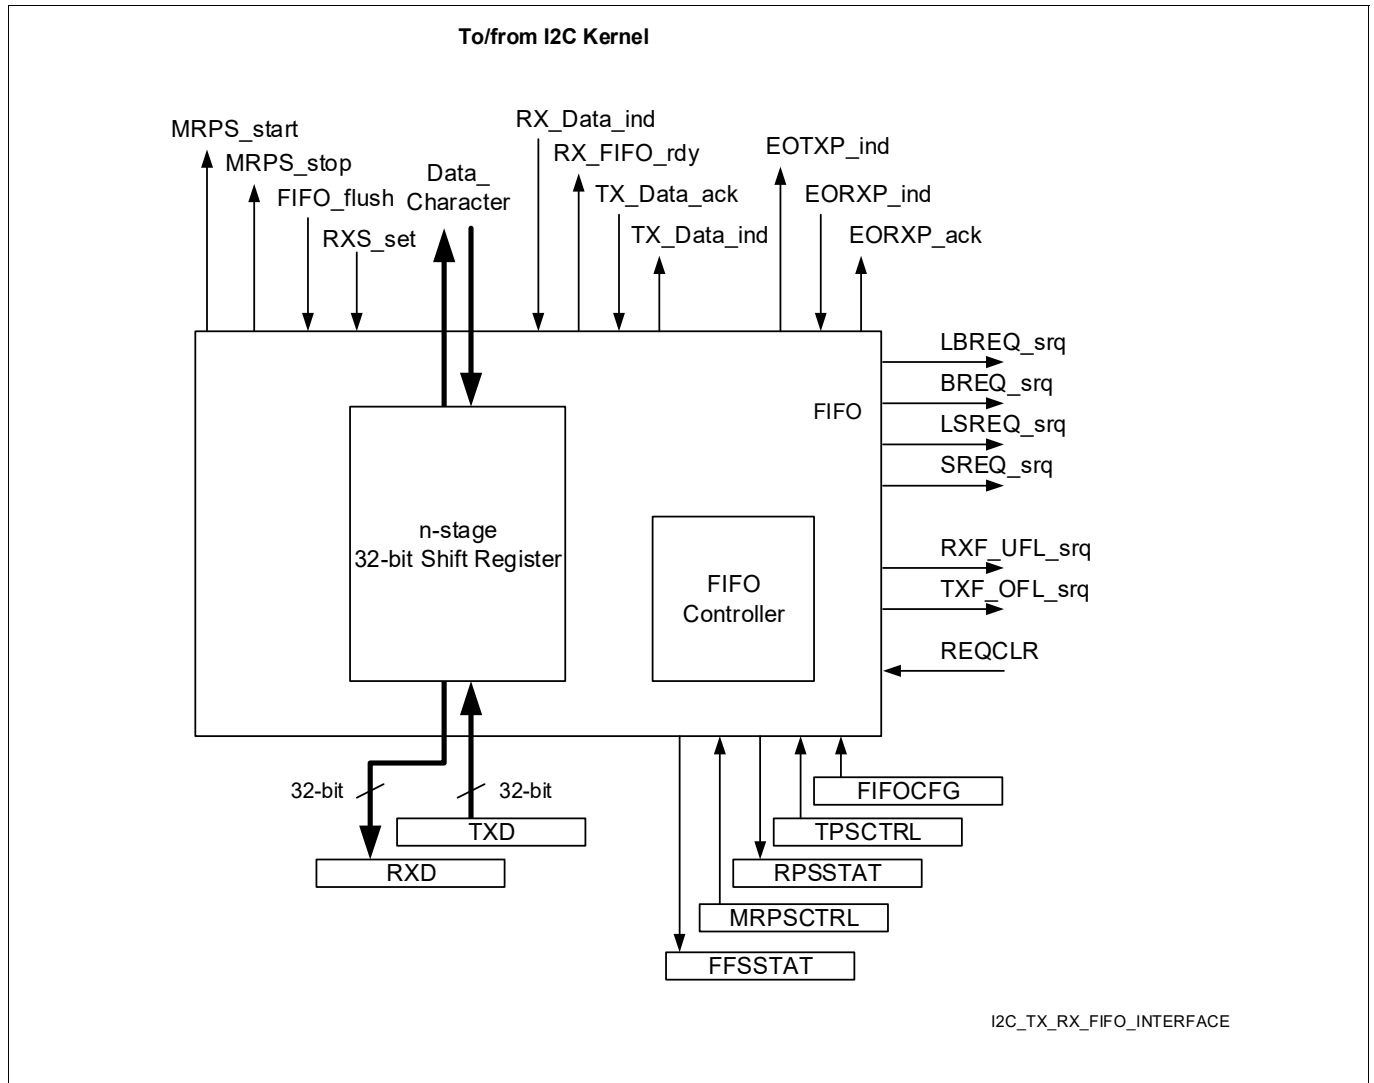 To/from I2C Kernel
MRPS_start
MRPS_stop
FIFO_flush
RXS_set
Data_
Character
RX_Data_ind
RX_FIFO_rdy
TX_Data_ack
TX_Data_ind
EOTXP_ind
EORXP_ind
EORXP_ack
LBREQ_srq
BREQ_srq
LSREQ_srq
SREQ_srq
FIFO
n-stage
32-bit Shift Register
FIFO
Controller
RXF_UFL_srq
TXF_OFL_srq
REQCLR
32-bit
32-bit
FIFOCFG
TXD
TPSCTRL
RXD
RPSSTAT
MRPSCTRL
FFSSTAT
I2C_TX_RX_FIFO_INTERFACE